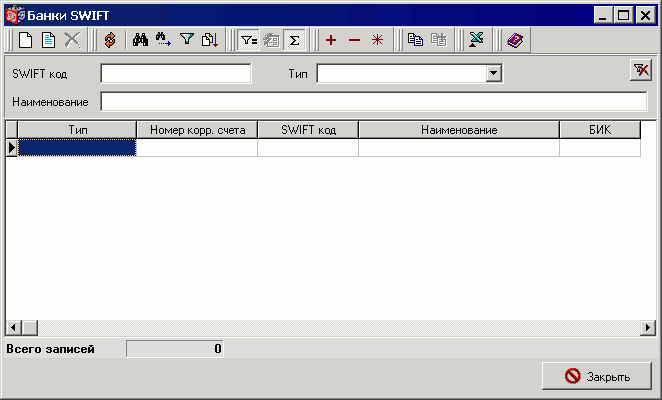 Банки SWIFT
SWIFT код Тип
Наименование
Тип Номер корр. счета SWIFT код Наименование БИК
Всего записей 0
Закрыть